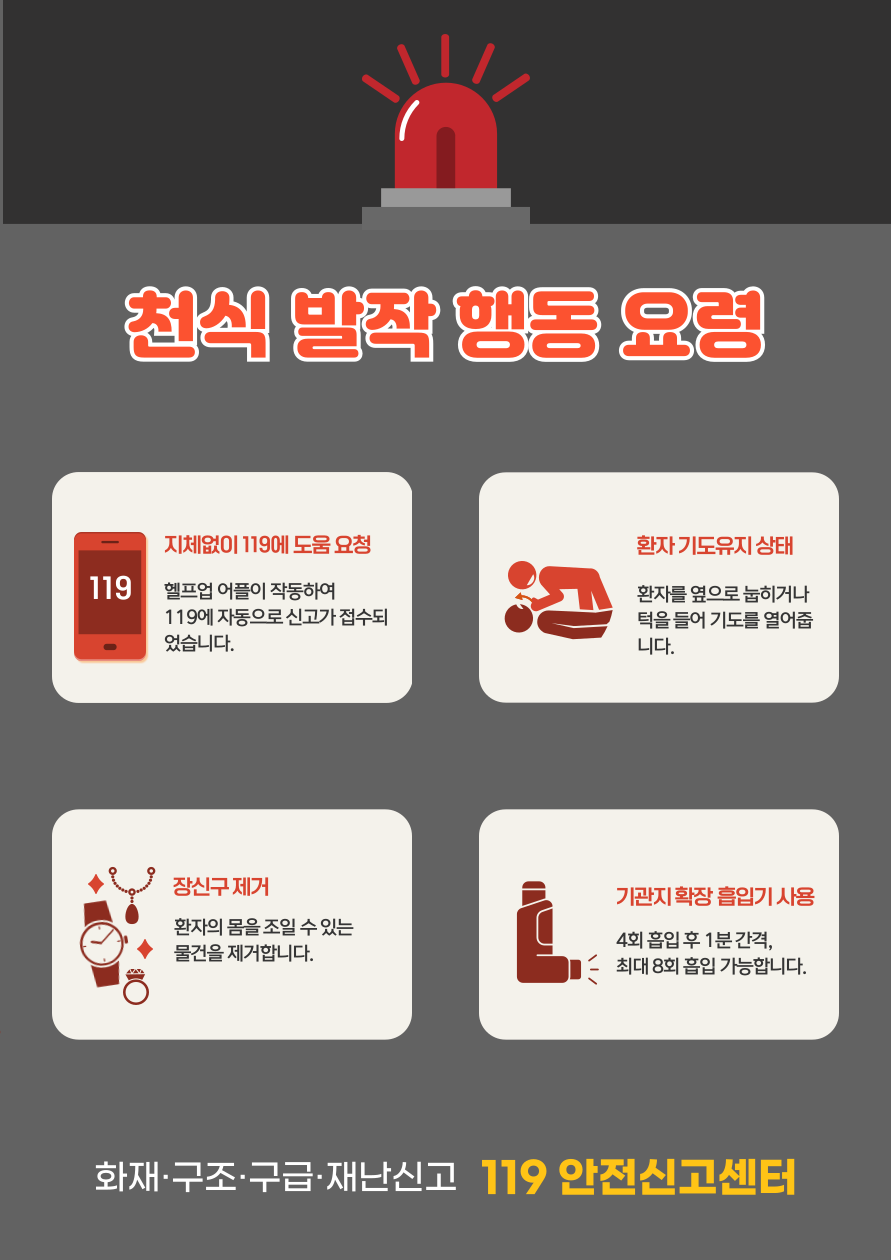 천식 발작 행동 요령
119
지체없이 119에 도움 요청
헬프업 어플이 작동하여
119에 자동으로 신고가 접수되
었습니다.
환자 기도유지 상태
환자를 옆으로 눕히거나
턱을 들어 기도를 열어줍
니다.
장신구 제거
환자의 몸을 조일 수 있는
물건을 제거합니다.
기관지 확장 흡입기 사용
4회 흡입 후 1분 간격,
최대 8회 흡입 가능합니다.
화재·구조·구급·재난신고 119 안전신고센터